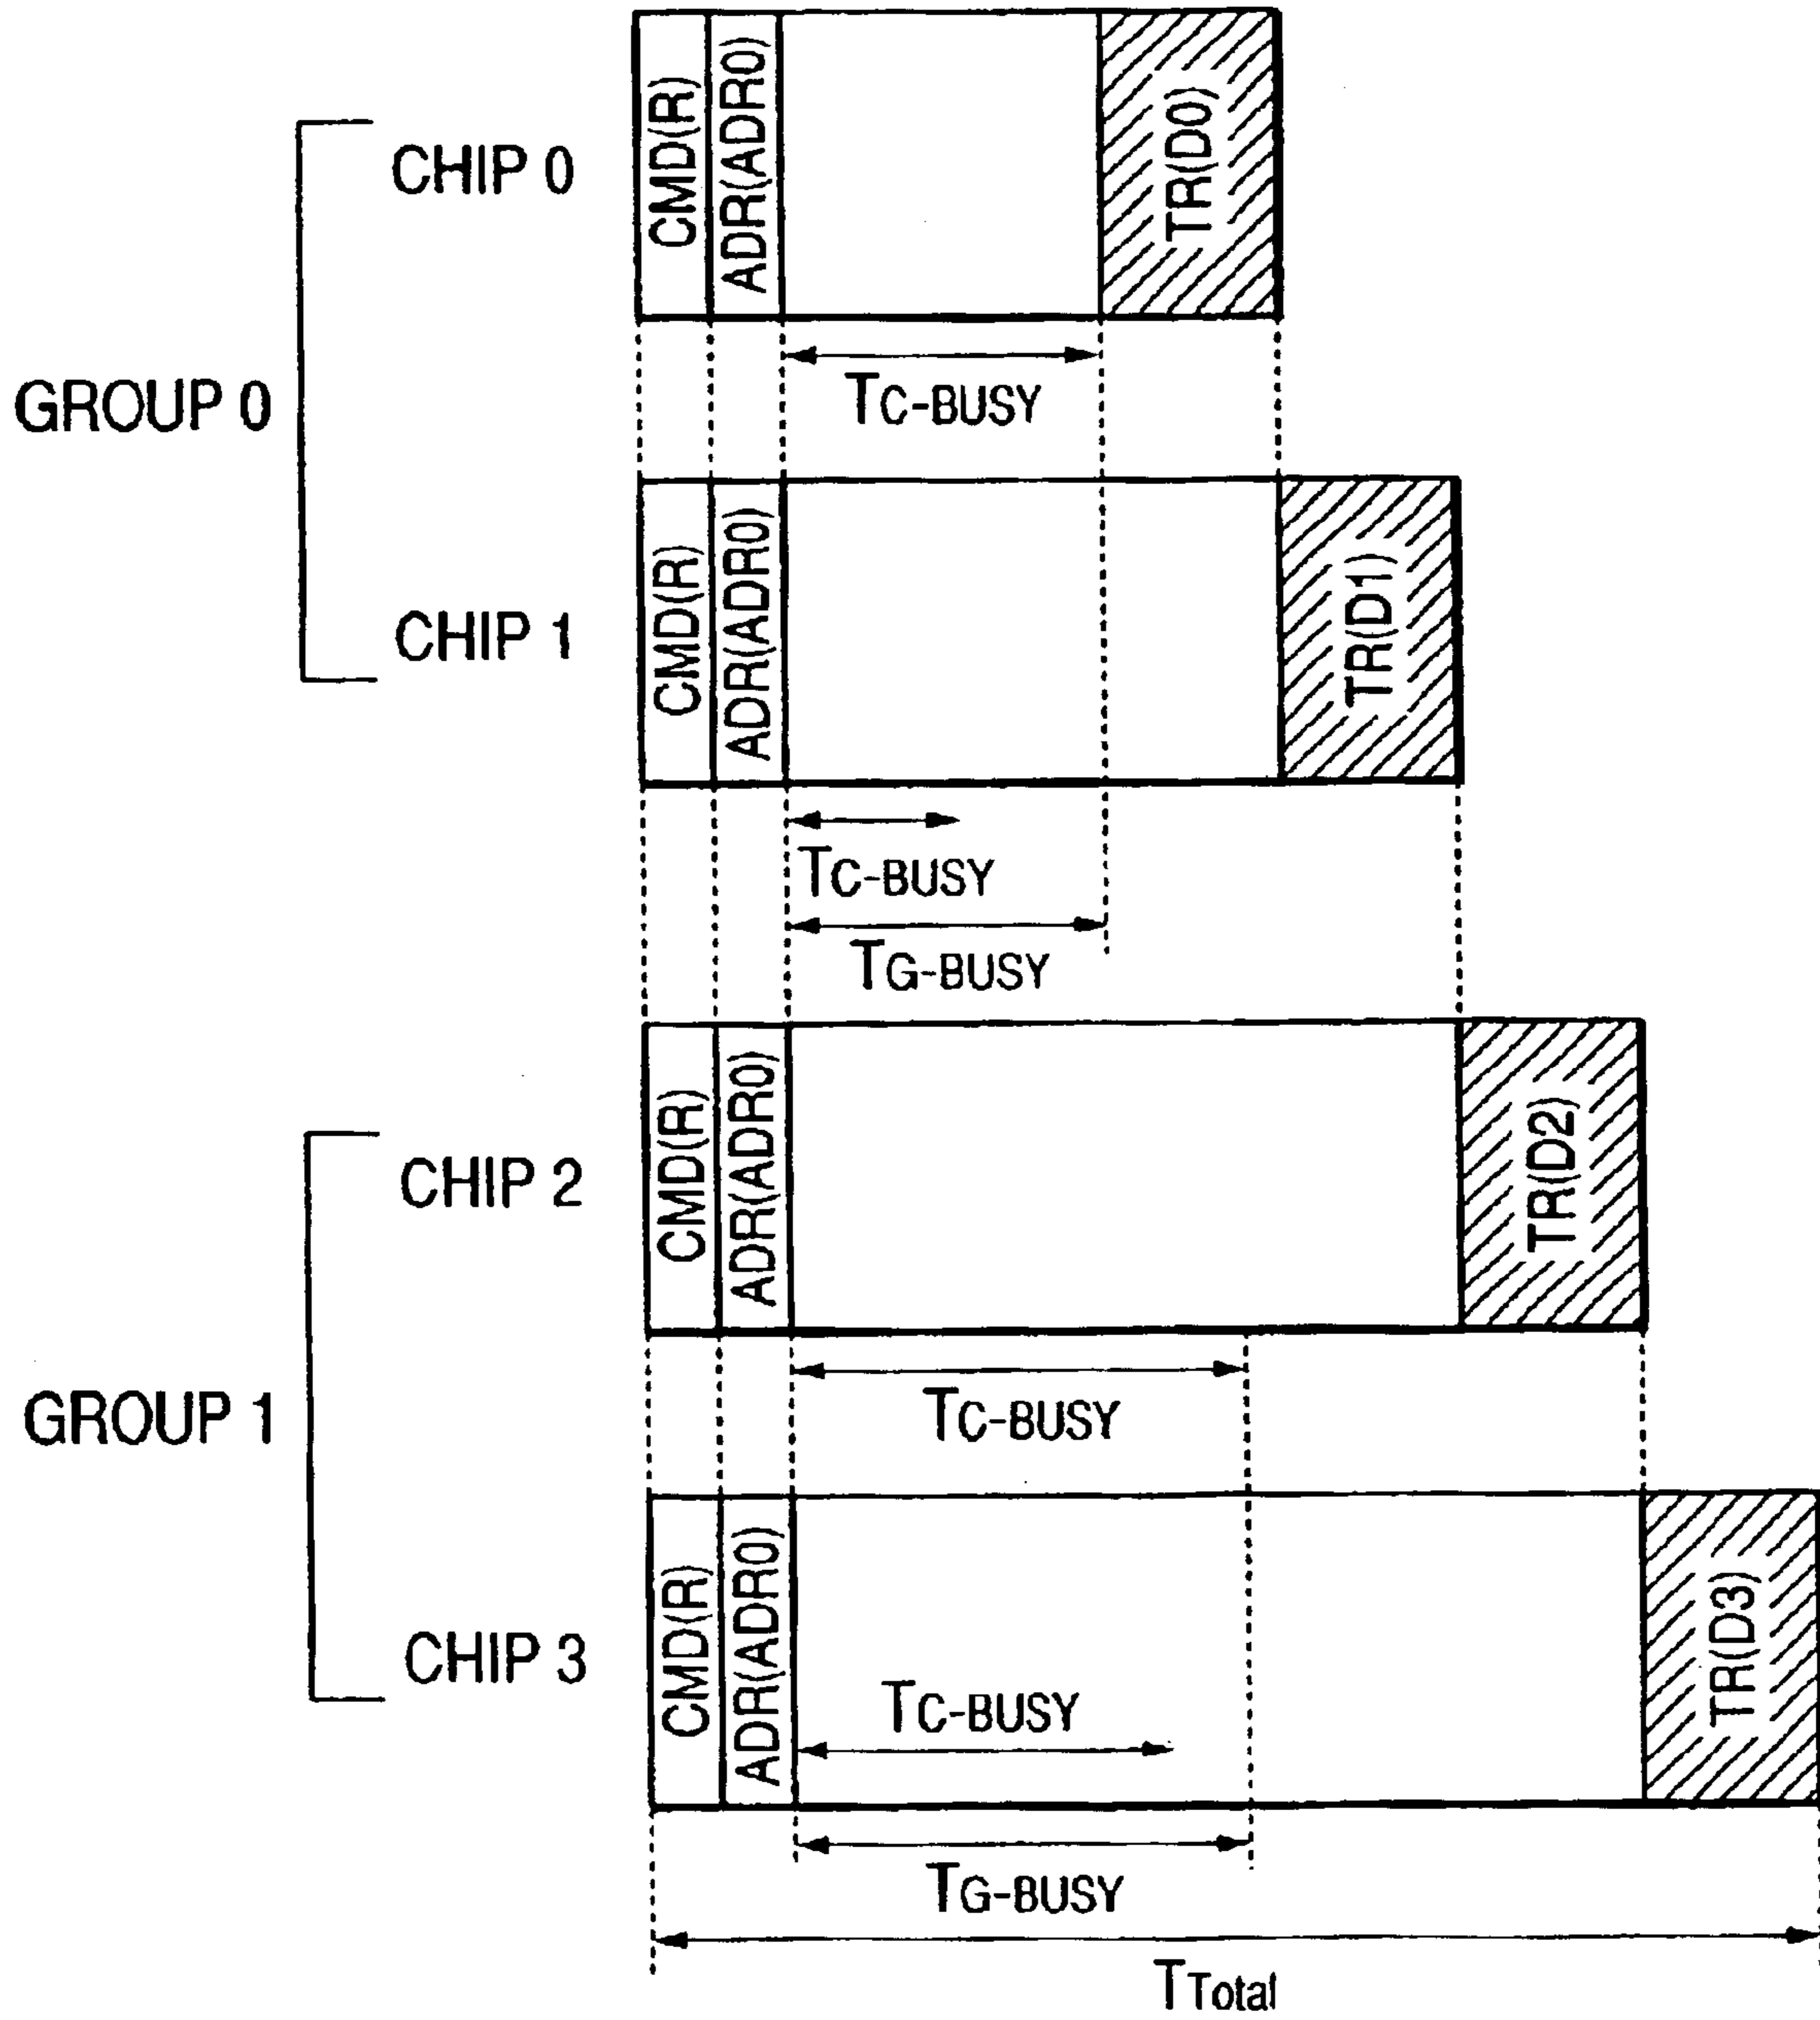 GROUP 0
CHIP 0
CMD(R)
ADR(ADR0)
TR(D0)
TC-BUSY
CHIP 1
CMD(R)
ADR(ADR0)
TR(D1)
TC-BUSY
TG-BUSY
GROUP 1
CHIP 2
CMD(R)
ADR(ADR0)
TR(D2)
TC-BUSY
CHIP 3
CMD(R)
ADR(ADR0)
TC-BUSY
TR(D3)
TG-BUSY
TTotal